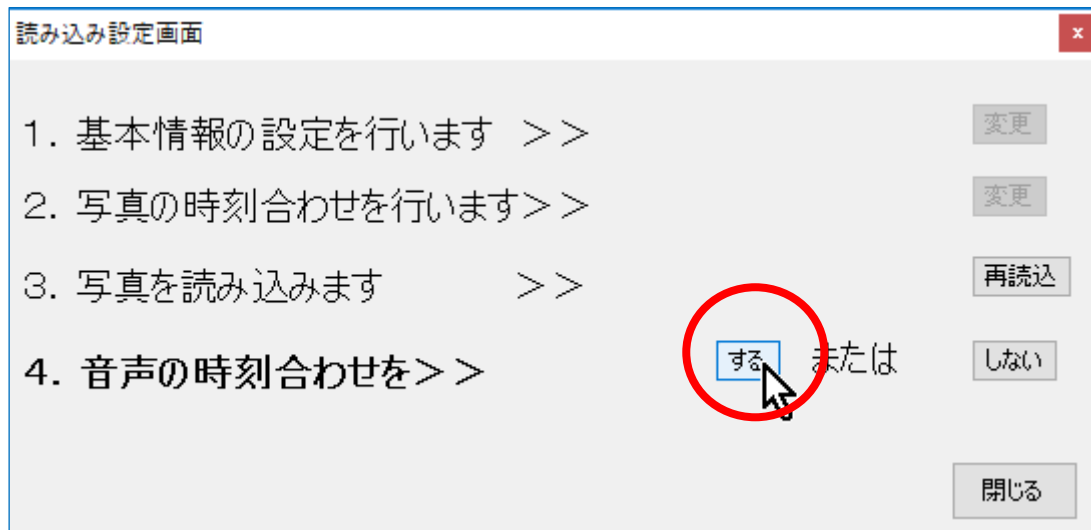 読み込み設定画面 x
1. 基本情報の設定を行います >> 変更
2. 写真の時刻合わせを行います>> 変更
3. 写真を読み込みます >> 再読込
4. 音声の時刻合わせを>> する または しない
閉じる